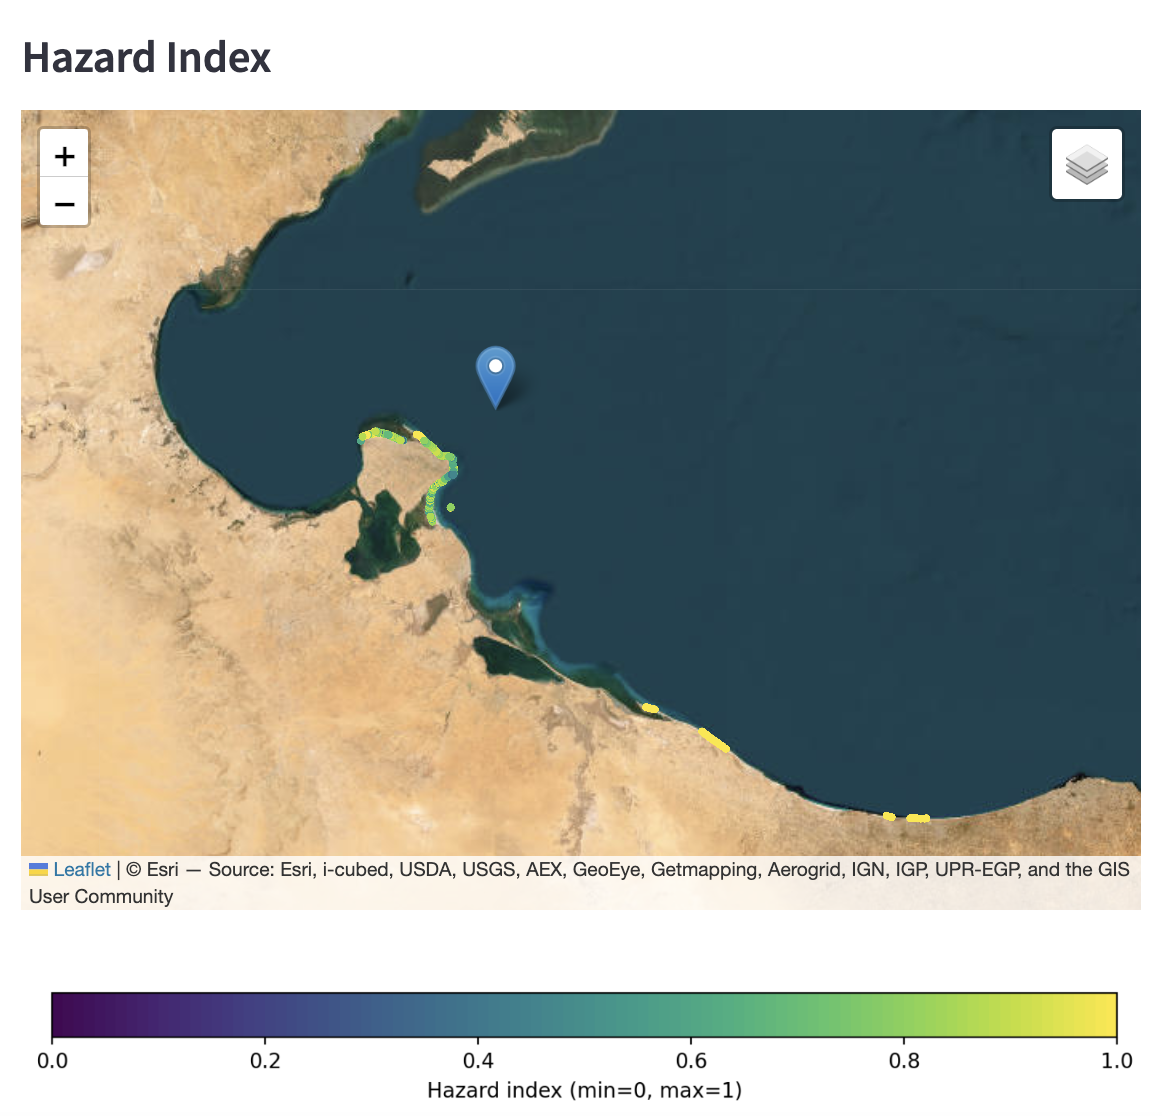 Hazard Index
+
−
Leaflet | © Esri — Source: Esri, i-cubed, USDA, USGS, AEX, GeoEye, Getmapping, Aerogrid, IGN, IGP, UPR-EGP, and the GIS
User Community
0.0 0.2 0.4 0.6 0.8 1.0
Hazard index (min=0, max=1)